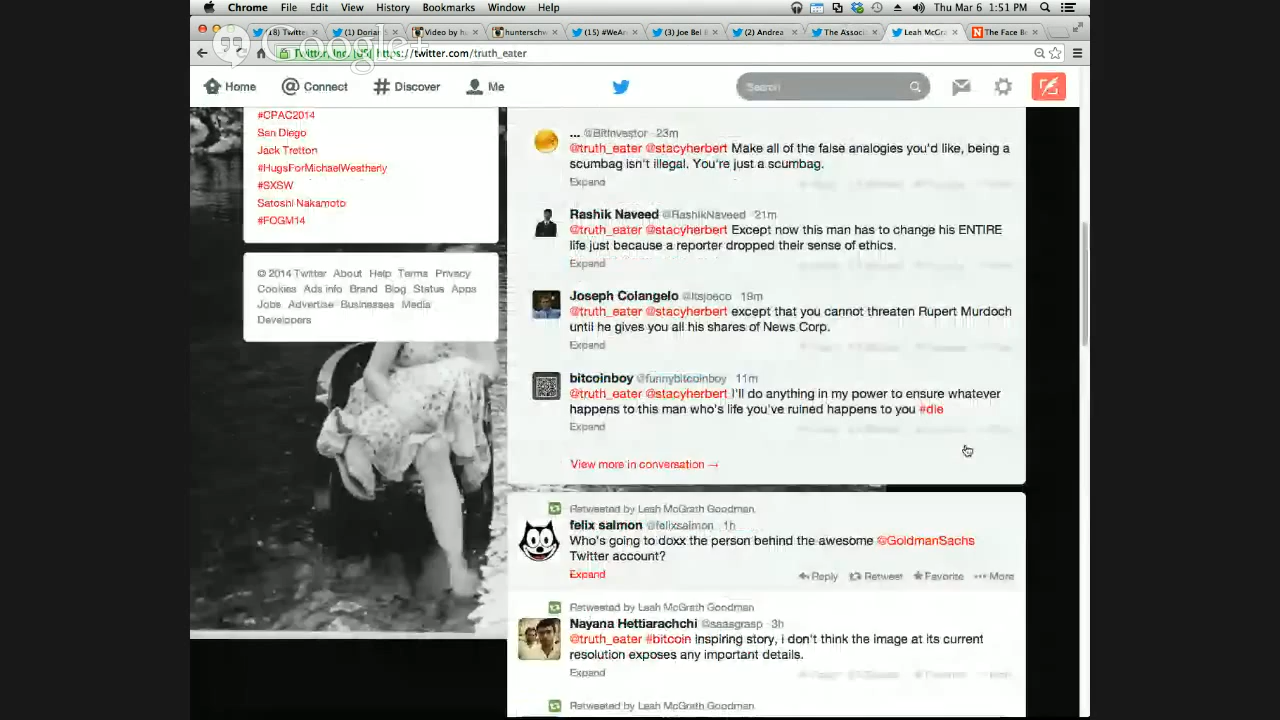 Chrome File Edit View History Bookmarks Window Help Thu Mar 6 1:51 PM
(18) Twitte (1) Dorian Video by hu huntersch (15) #WeAr (3) Joe Bel (2) Andrea The Associ Leah McGra The Face B
Google+
Twitter, Inc. [US] https://twitter.com/truth_eater
Home Connect Discover Me Search
#CPAC2014
San Diego
Jack Tretton
#HugsForMichaelWeatherly
#SXSW
Satoshi Nakamoto
#FOGM14
© 2014 Twitter About Help Terms Privacy
Cookies Ads info Brand Blog Status Apps
Jobs Advertise Businesses Media
Developers
... @BitInvestor 23m
@truth_eater @stacyherbert Make all of the false analogies you'd like, being a
scumbag isn't illegal. You're just a scumbag.
Expand
Rashik Naveed @RashikNaveed 21m
@truth_eater @stacyherbert Except now this man has to change his ENTIRE
life just because a reporter dropped their sense of ethics.
Expand
Joseph Colangelo @itsjoeco 19m
@truth_eater @stacyherbert except that you cannot threaten Rupert Murdoch
until he gives you all his shares of News Corp.
Expand
bitcoinboy @funnybitcoinboy 11m
@truth_eater @stacyherbert I'll do anything in my power to ensure whatever
happens to this man who's life you've ruined happens to you #die
Expand
View more in conversation →
Retweeted by Leah McGrath Goodman
felix salmon @felixsalmon 1h
Who's going to doxx the person behind the awesome @GoldmanSachs
Twitter account?
Expand Reply Retweet Favorite More
Retweeted by Leah McGrath Goodman
Nayana Hettiarachchi @saasgrasp 3h
@truth_eater #bitcoin inspiring story, i don't think the image at its current
resolution exposes any important details.
Expand
Retweeted by Leah McGrath Goodman